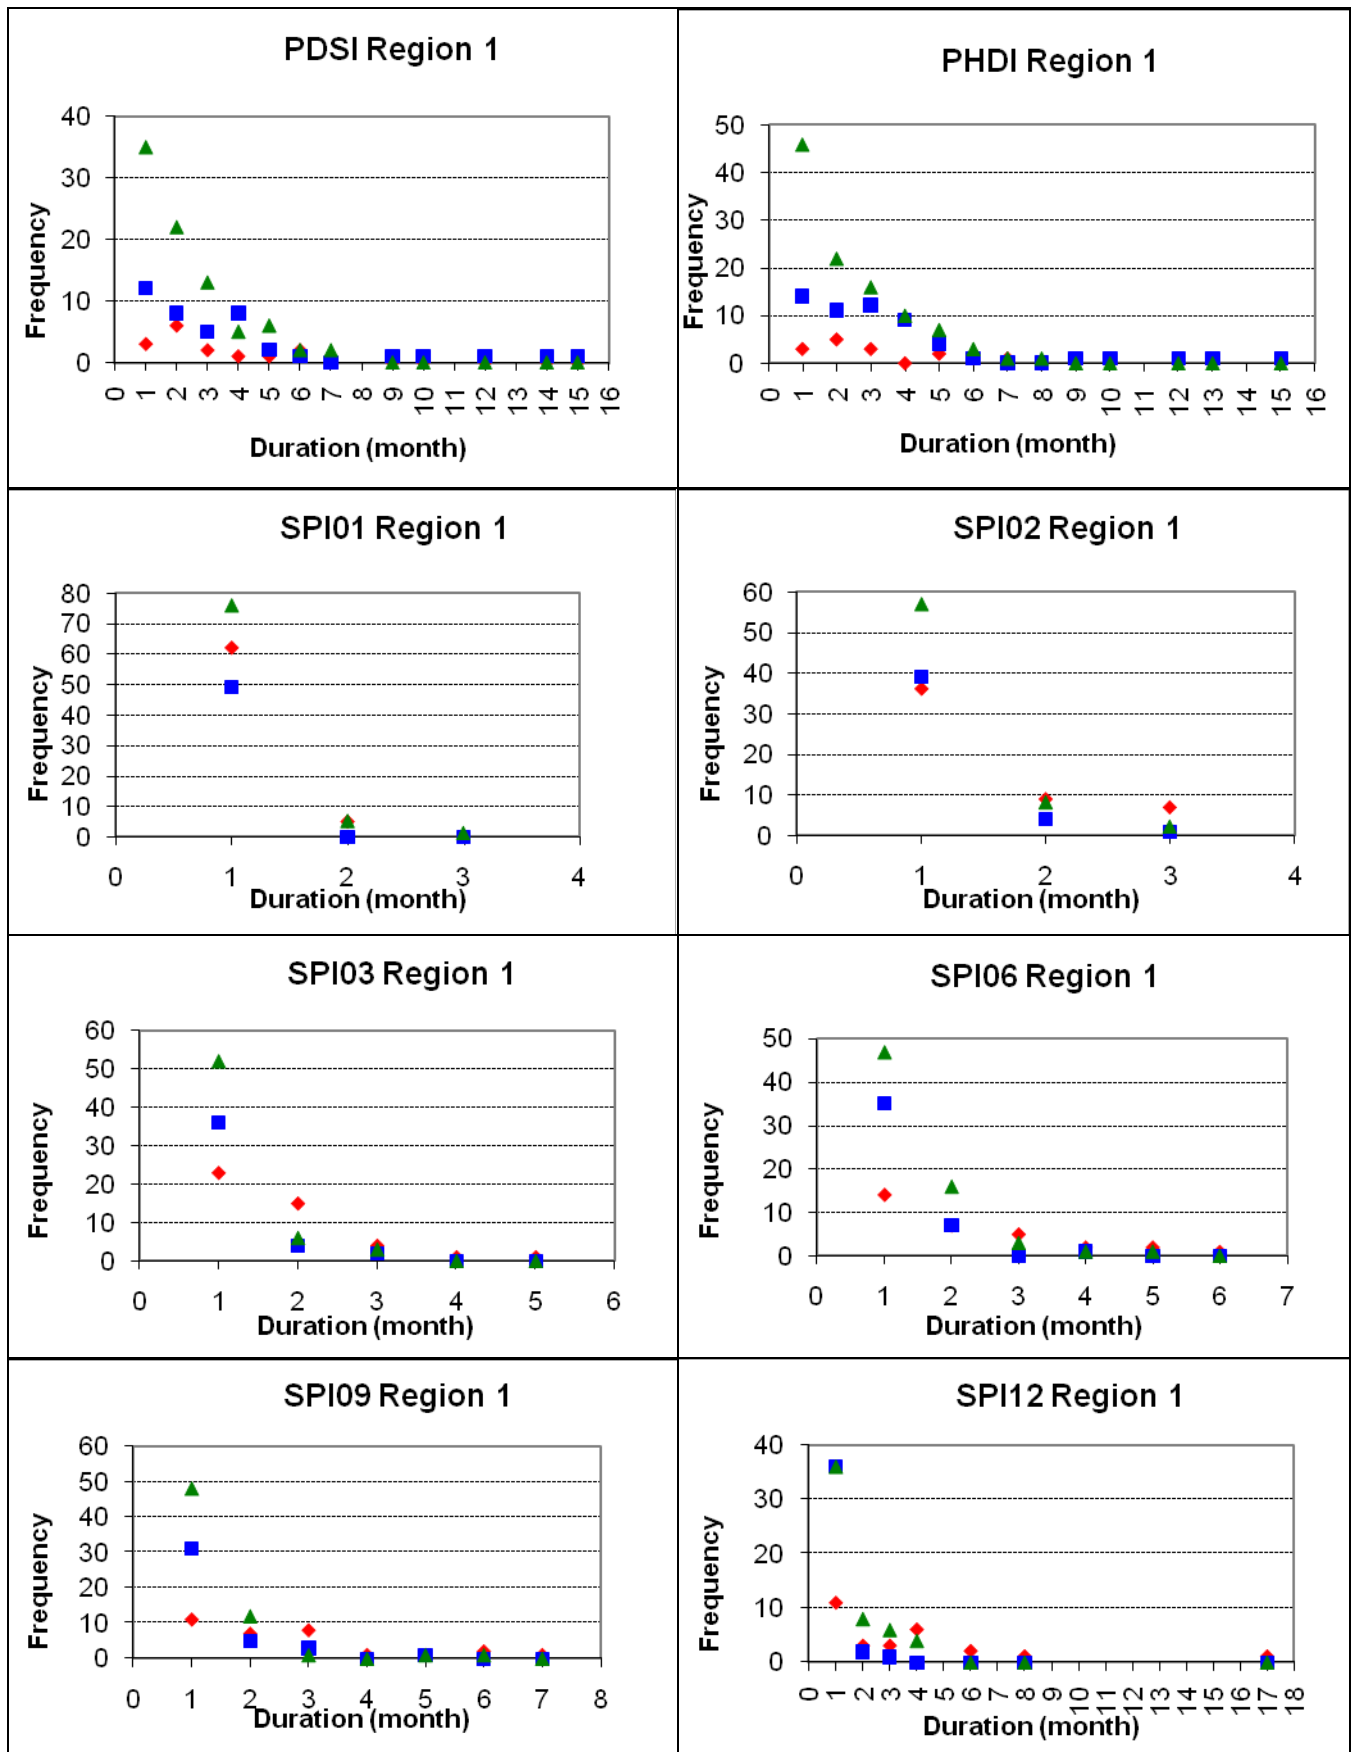 PDSI Region 1
40
30
20
10
0
Frequency
0 1 2 3 4 5 6 7 8 9 10 11 12 13 14 15 16
Duration (month)
PHDI Region 1
50
40
30
20
10
0
Frequency
0 1 2 3 4 5 6 7 8 9 10 11 12 13 14 15 16
Duration (month)
SPI01 Region 1
80
70
60
50
40
30
20
10
0
Frequency
0 1 2 3 4
Duration (month)
SPI02 Region 1
60
50
40
30
20
10
0
Frequency
0 1 2 3 4
Duration (month)
SPI03 Region 1
60
50
40
30
20
10
0
Frequency
0 1 2 3 4 5 6
Duration (month)
SPI06 Region 1
50
40
30
20
10
0
Frequency
0 1 2 3 4 5 6 7
Duration (month)
SPI09 Region 1
60
50
40
30
20
10
0
Frequency
0 1 2 3 4 5 6 7 8
Duration (month)
SPI12 Region 1
40
30
20
10
0
Frequency
0 1 2 3 4 5 6 7 8 9 10 11 12 13 14 15 16 17 18
Duration (month)